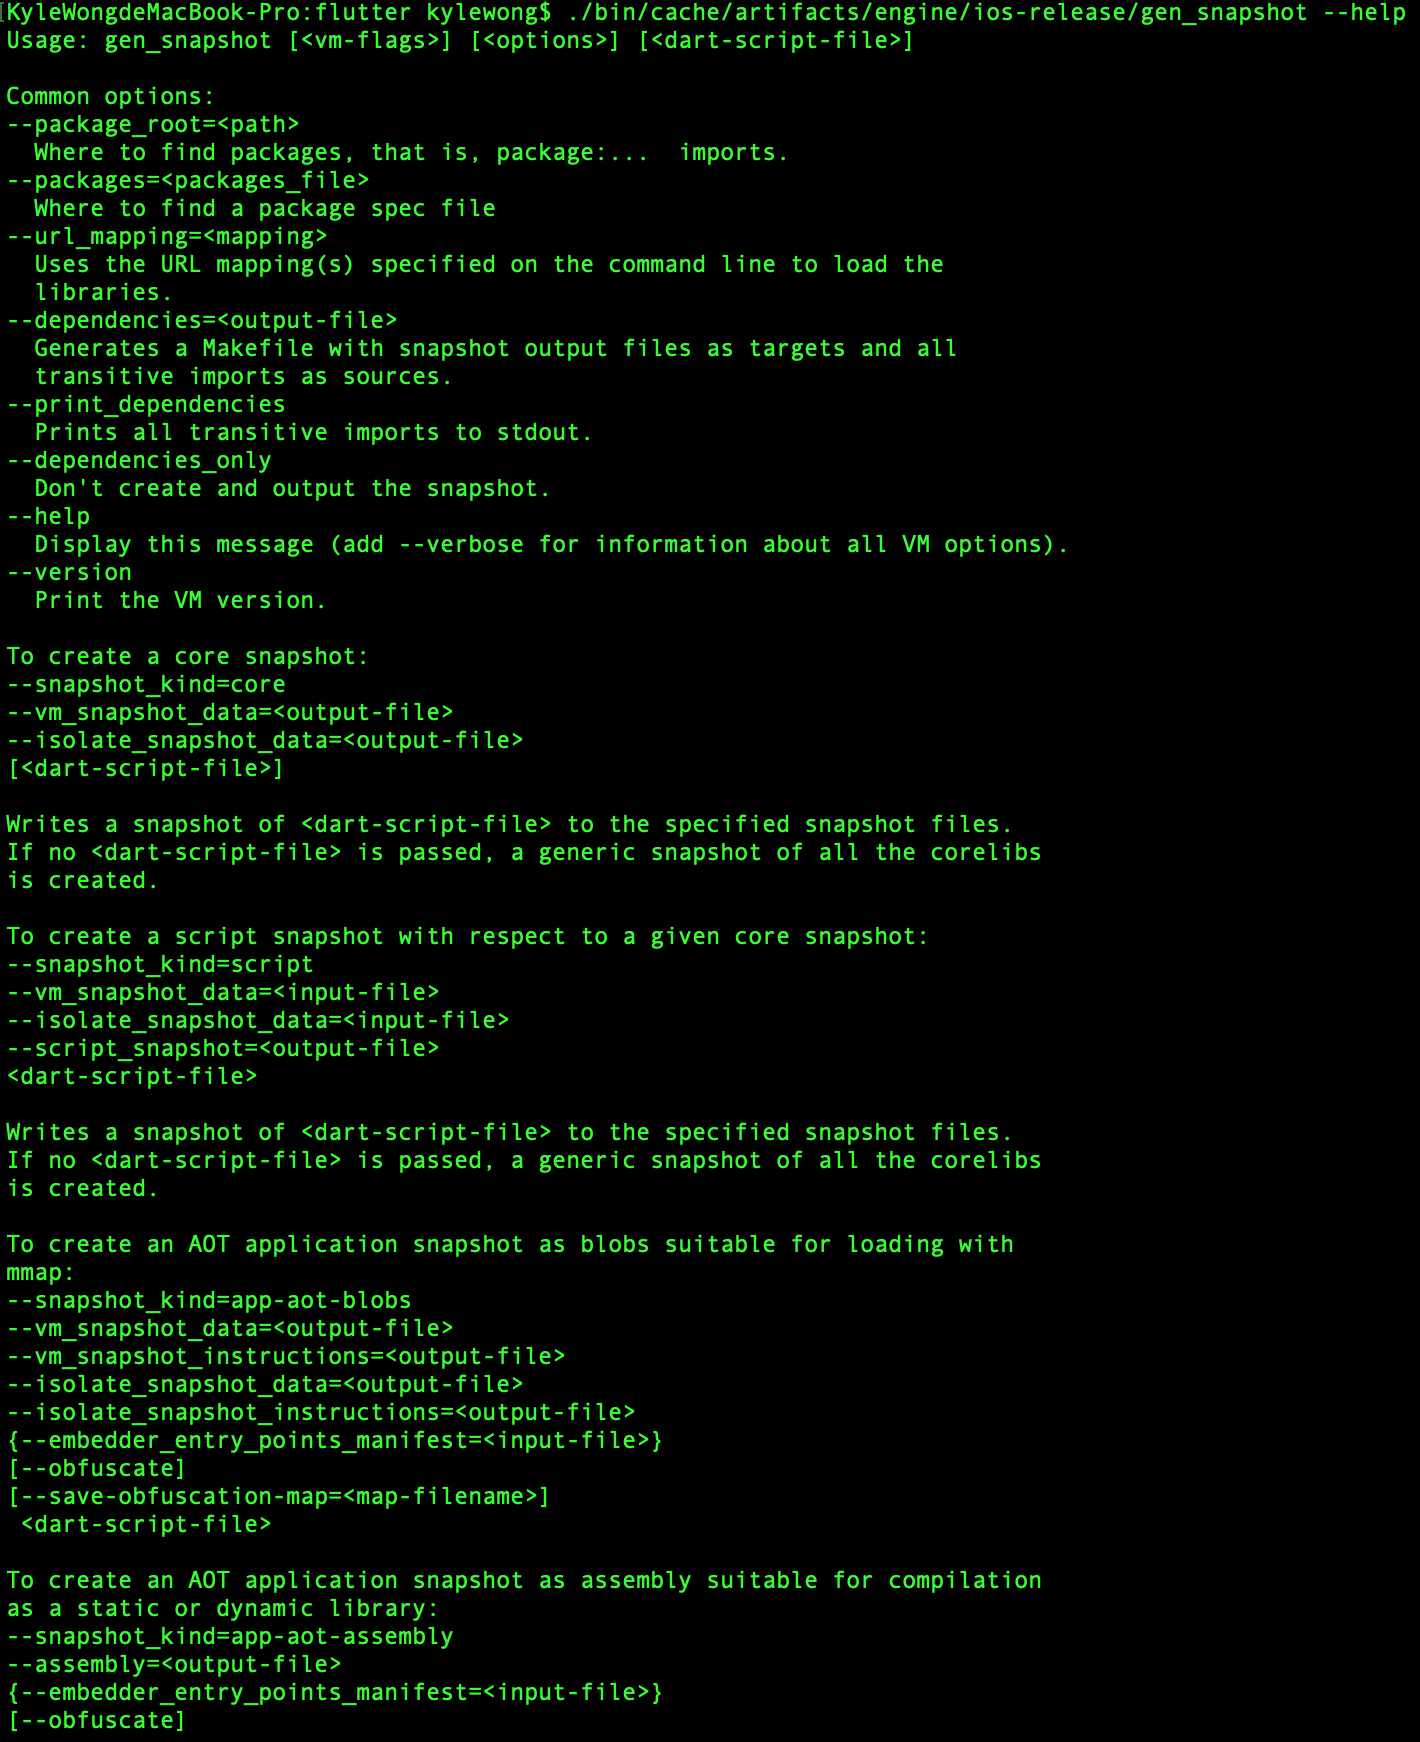 KyleWongdeMacBook-Pro:flutter kylewong$ ./bin/cache/artifacts/engine/ios-release/gen_snapshot --help
Usage: gen_snapshot [<vm-flags>] [<options>] [<dart-script-file>]

Common options:
--package_root=<path>
  Where to find packages, that is, package:...  imports.
--packages=<packages_file>
  Where to find a package spec file
--url_mapping=<mapping>
  Uses the URL mapping(s) specified on the command line to load the
  libraries.
--dependencies=<output-file>
  Generates a Makefile with snapshot output files as targets and all
  transitive imports as sources.
--print_dependencies
  Prints all transitive imports to stdout.
--dependencies_only
  Don't create and output the snapshot.
--help
  Display this message (add --verbose for information about all VM options).
--version
  Print the VM version.

To create a core snapshot:
--snapshot_kind=core
--vm_snapshot_data=<output-file>
--isolate_snapshot_data=<output-file>
[<dart-script-file>]

Writes a snapshot of <dart-script-file> to the specified snapshot files.
If no <dart-script-file> is passed, a generic snapshot of all the corelibs
is created.

To create a script snapshot with respect to a given core snapshot:
--snapshot_kind=script
--vm_snapshot_data=<input-file>
--isolate_snapshot_data=<input-file>
--script_snapshot=<output-file>
<dart-script-file>

Writes a snapshot of <dart-script-file> to the specified snapshot files.
If no <dart-script-file> is passed, a generic snapshot of all the corelibs
is created.

To create an AOT application snapshot as blobs suitable for loading with
mmap:
--snapshot_kind=app-aot-blobs
--vm_snapshot_data=<output-file>
--vm_snapshot_instructions=<output-file>
--isolate_snapshot_data=<output-file>
--isolate_snapshot_instructions=<output-file>
{--embedder_entry_points_manifest=<input-file>}
[--obfuscate]
[--save-obfuscation-map=<map-filename>]
 <dart-script-file>

To create an AOT application snapshot as assembly suitable for compilation
as a static or dynamic library:
--snapshot_kind=app-aot-assembly
--assembly=<output-file>
{--embedder_entry_points_manifest=<input-file>}
[--obfuscate]